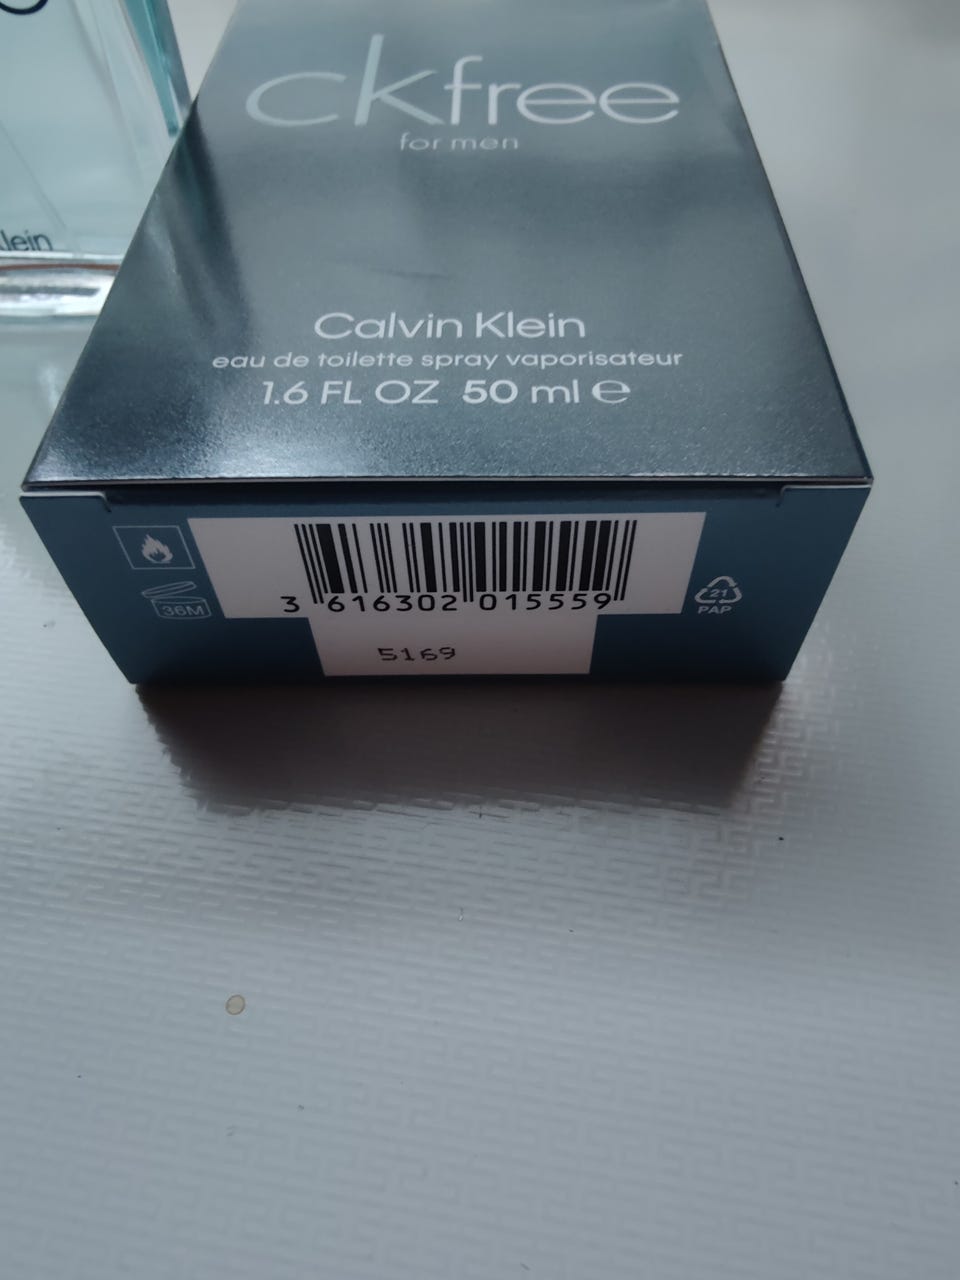 ckfree
for men
Klein
Calvin Klein
eau de toilette spray vaporisateur
1.6 FL OZ 50 ml ℮
36M
3 616302 015559
21
PAP
5169